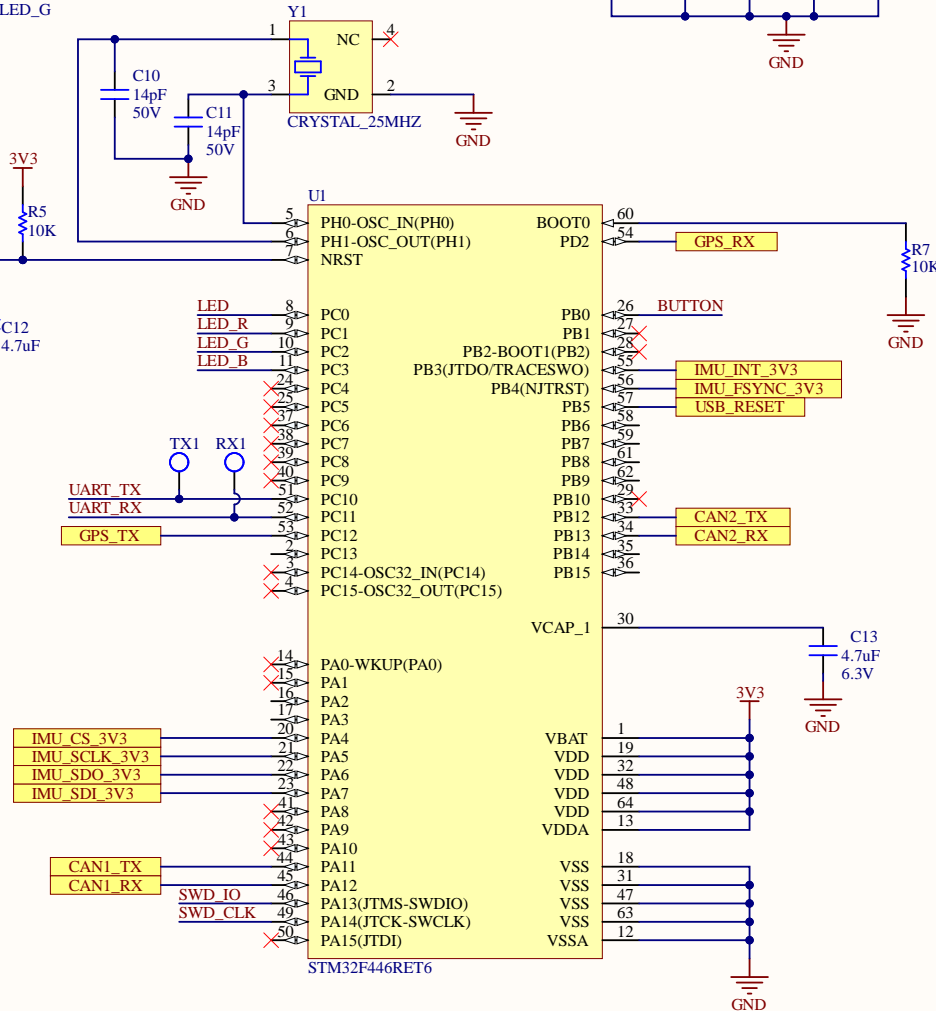 LED_G
Y1
1
NC
4
3
GND
2
CRYSTAL_25MHZ
C10
14pF
50V
C11
14pF
50V
GND
GND
GND
3V3
R5
10K
C12
4.7uF
U1
5 PH0-OSC_IN(PH0)
6 PH1-OSC_OUT(PH1)
7 NRST
LED 8 PC0
LED_R 9 PC1
LED_G 10 PC2
LED_B 11 PC3
24 PC4
25 PC5
37 PC6
38 PC7
39 PC8
40 PC9
TX1 RX1
UART_TX 51 PC10
UART_RX 52 PC11
GPS_TX 53 PC12
2 PC13
3 PC14-OSC32_IN(PC14)
4 PC15-OSC32_OUT(PC15)
14 PA0-WKUP(PA0)
15 PA1
16 PA2
17 PA3
IMU_CS_3V3 20 PA4
IMU_SCLK_3V3 21 PA5
IMU_SDO_3V3 22 PA6
IMU_SDI_3V3 23 PA7
41 PA8
42 PA9
43 PA10
CAN1_TX 44 PA11
CAN1_RX 45 PA12
SWD_IO 46 PA13(JTMS-SWDIO)
SWD_CLK 49 PA14(JTCK-SWCLK)
50 PA15(JTDI)
BOOT0 60
PD2 54 GPS_RX
R7
10K
GND
PB0 26 BUTTON
PB1 27
PB2-BOOT1(PB2) 28
PB3(JTDO/TRACESWO) 55 IMU_INT_3V3
PB4(NJTRST) 56 IMU_FSYNC_3V3
PB5 57 USB_RESET
PB6 58
PB7 59
PB8 61
PB9 62
PB10 29
PB12 33 CAN2_TX
PB13 34 CAN2_RX
PB14 35
PB15 36
VCAP_1 30
C13
4.7uF
6.3V
GND
3V3
VBAT 1
VDD 19
VDD 32
VDD 48
VDD 64
VDDA 13
VSS 18
VSS 31
VSS 47
VSS 63
VSSA 12
GND
STM32F446RET6